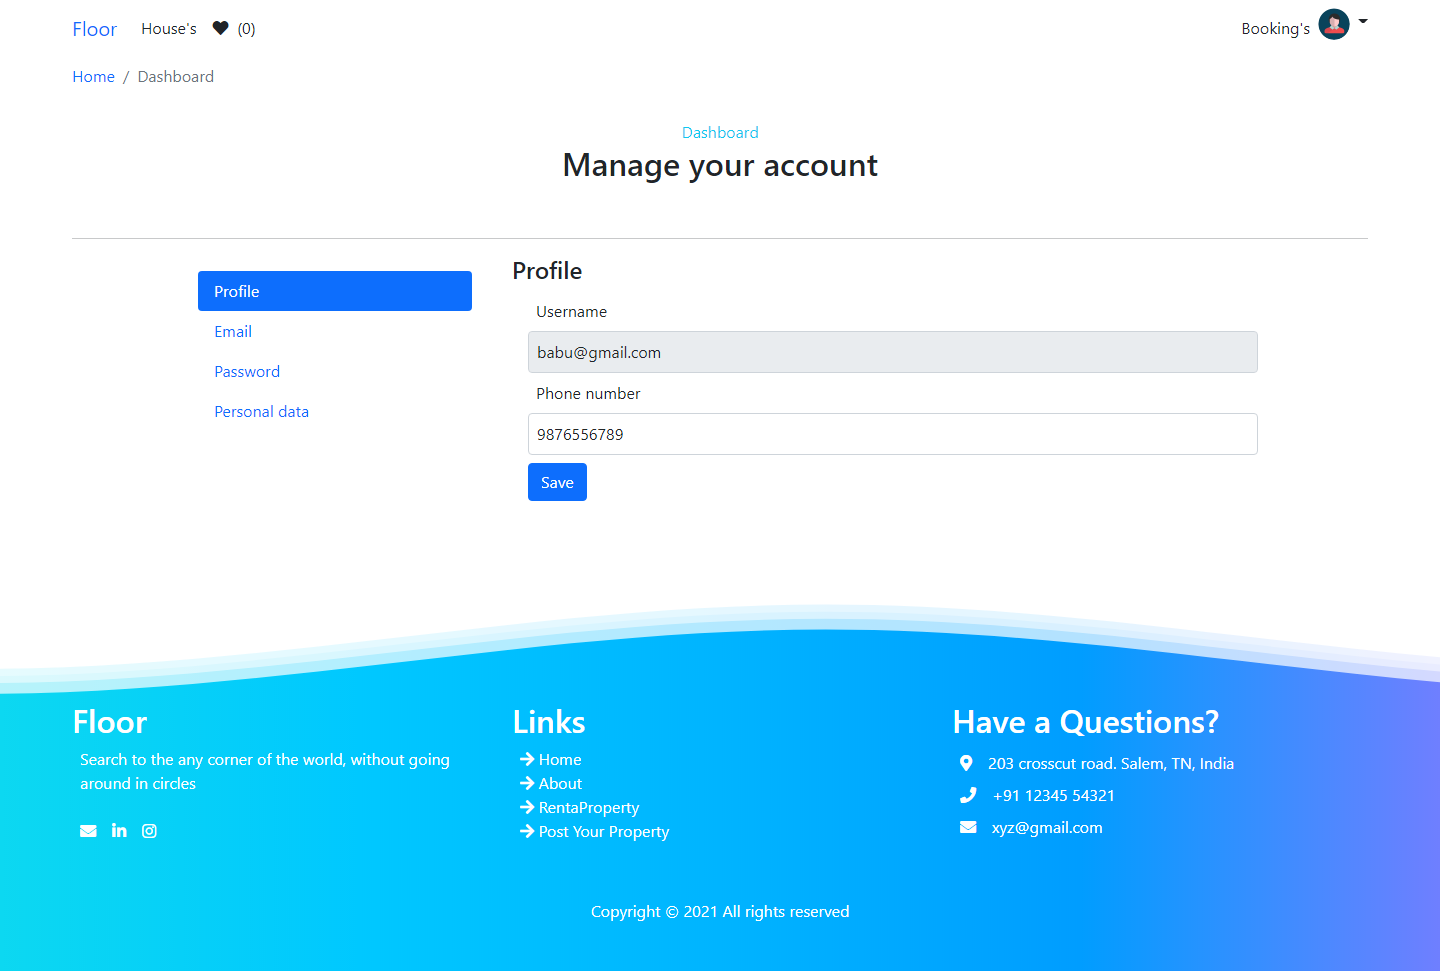 Floor House's (0) Booking's
Home / Dashboard
Dashboard
Manage your account
Profile
Email
Password
Personal data
Profile
Username
babu@gmail.com
Phone number
9876556789
Save
Floor
Search to the any corner of the world, without going
around in circles
Links
Home
About
RentaProperty
Post Your Property
Have a Questions?
203 crosscut road. Salem, TN, India
+91 12345 54321
xyz@gmail.com
Copyright © 2021 All rights reserved